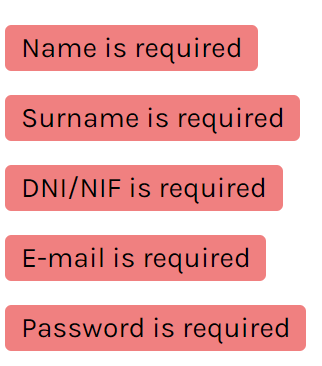 Name is required
Surname is required
DNI/NIF is required
E-mail is required
Password is required